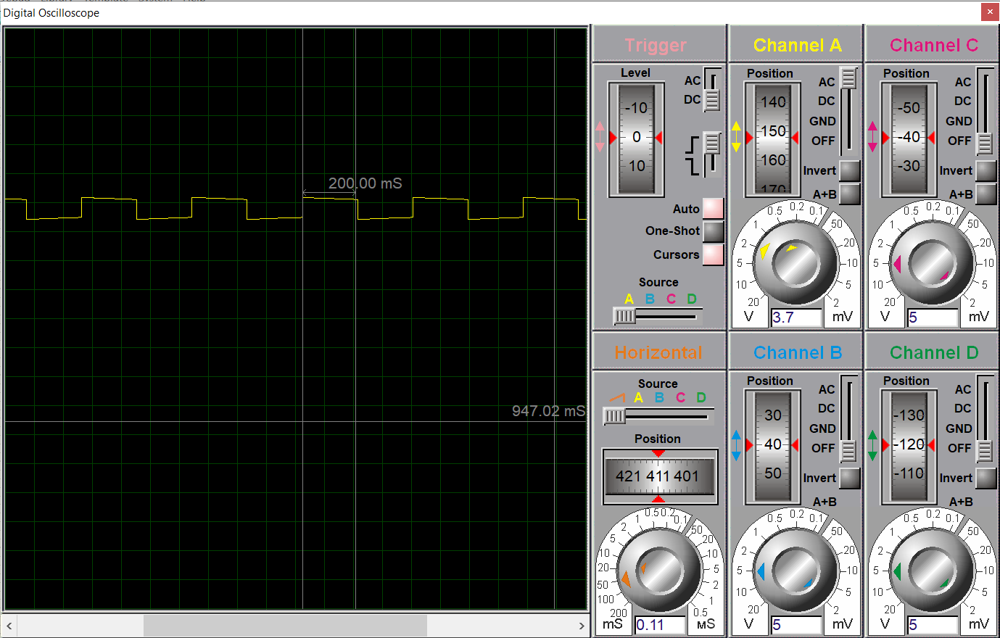 Digital Oscilloscope
200.00 mS
947.02 mS
Trigger
Level
-10
0
10
AC
DC
Auto
One-Shot
Cursors
Source
A B C D
Channel A
Position
140
150
160
170
AC
DC
GND
OFF
Invert
A+B
20
10
5
2
1
0.5
0.2
0.1
50
20
10
5
2
V
3.7
mV
Channel C
Position
-50
-40
-30
AC
DC
GND
OFF
Invert
A+B
20
10
5
2
1
0.5
0.2
0.1
50
20
10
5
2
V
5
mV
Horizontal
Source
A B C D
Position
421 411 401
200
100
50
20
10
5
2
1
0.5
0.2
0.1
50
20
10
5
2
1
0.5
mS
0.11
мS
Channel B
Position
30
40
50
AC
DC
GND
OFF
Invert
A+B
20
10
5
2
1
0.5
0.2
0.1
50
20
10
5
2
V
5
mV
Channel D
Position
-130
-120
-110
AC
DC
GND
OFF
Invert
A+B
20
10
5
2
1
0.5
0.2
0.1
50
20
10
5
2
V
5
mV